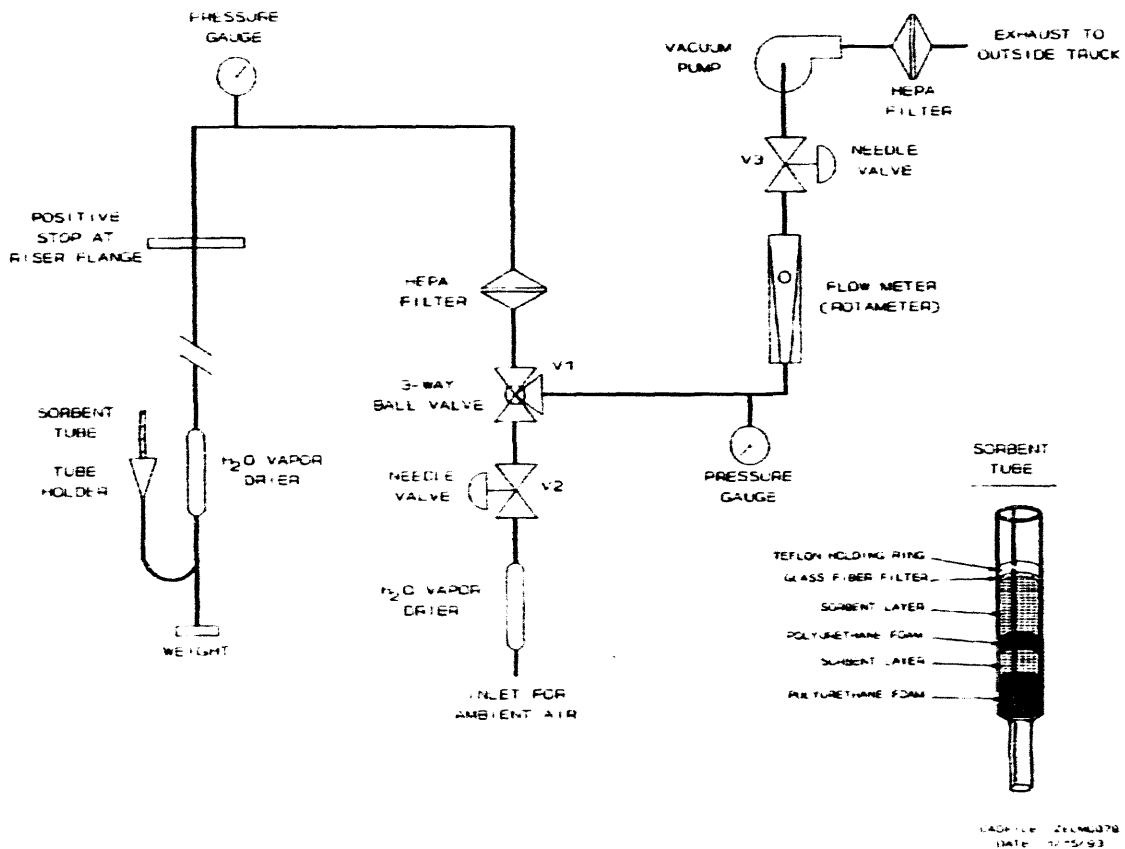 PRESSURE
GAUGE
VACUUM
PUMP
EXHAUST TO
OUTSIDE TRUCK
HEPA
FILTER
V3
NEEDLE
VALVE
POSITIVE
STOP AT
RISER FLANGE
HEPA
FILTER
FLOW METER
(ROTAMETER)
V1
3-WAY
BALL VALVE
SORBENT
TUBE
TUBE
HOLDER
H2O VAPOR
DRIER
NEEDLE
VALVE
V2
PRESSURE
GAUGE
SORBENT
TUBE
TEFLON HOLDING RING
GLASS FIBER FILTER
SORBENT LAYER
POLYURETHANE FOAM
SORBENT LAYER
POLYURETHANE FOAM
H2O VAPOR
DRIER
WEIGHT
INLET FOR
AMBIENT AIR
DATE